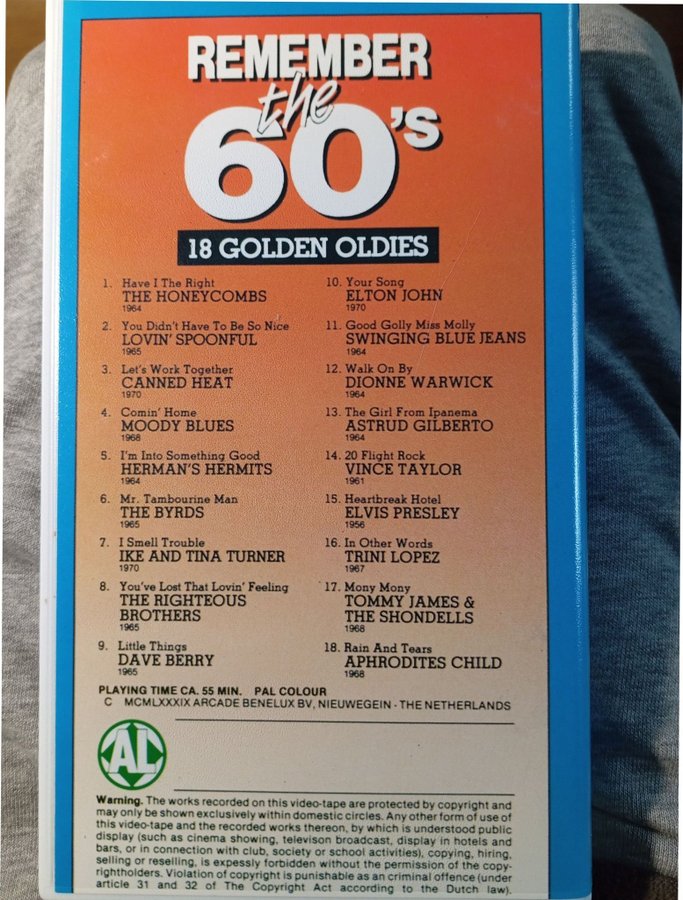 REMEMBER
the
60's
18 GOLDEN OLDIES
1. Have I The Right
THE HONEYCOMBS
1964
2. You Didn't Have To Be So Nice
LOVIN' SPOONFUL
1965
3. Let's Work Together
CANNED HEAT
1970
4. Comin' Home
MOODY BLUES
1968
5. I'm Into Something Good
HERMAN'S HERMITS
1964
6. Mr. Tambourine Man
THE BYRDS
1965
7. I Smell Trouble
IKE AND TINA TURNER
1970
8. You've Lost That Lovin' Feeling
THE RIGHTEOUS
BROTHERS
1965
9. Little Things
DAVE BERRY
1965
10. Your Song
ELTON JOHN
1970
11. Good Golly Miss Molly
SWINGING BLUE JEANS
1964
12. Walk On By
DIONNE WARWICK
1964
13. The Girl From Ipanema
ASTRUD GILBERTO
1964
14. 20 Flight Rock
VINCE TAYLOR
1961
15. Heartbreak Hotel
ELVIS PRESLEY
1956
16. In Other Words
TRINI LOPEZ
1967
17. Mony Mony
TOMMY JAMES &
THE SHONDELLS
1968
18. Rain And Tears
APHRODITES CHILD
1968
PLAYING TIME CA. 55 MIN. PAL COLOUR
C MCMLXXXIX ARCADE BENELUX BV, NIEUWEGEIN - THE NETHERLANDS
AL
Warning. The works recorded on this video-tape are protected by copyright and
may only be shown exclusively within domestic circles. Any other form of use of
this video-tape and the recorded works thereon, by which is understood public
display (such as cinema showing, televison broadcast, display in hotels and
bars, or in connection with club, society or school activities), copying, hiring,
selling or reselling, is expessly forbidden without the permission of the copy-
rightholders. Violation of copyright is punishable as an criminal offence (under
article 31 and 32 of The Copyright Act according to the Dutch law).